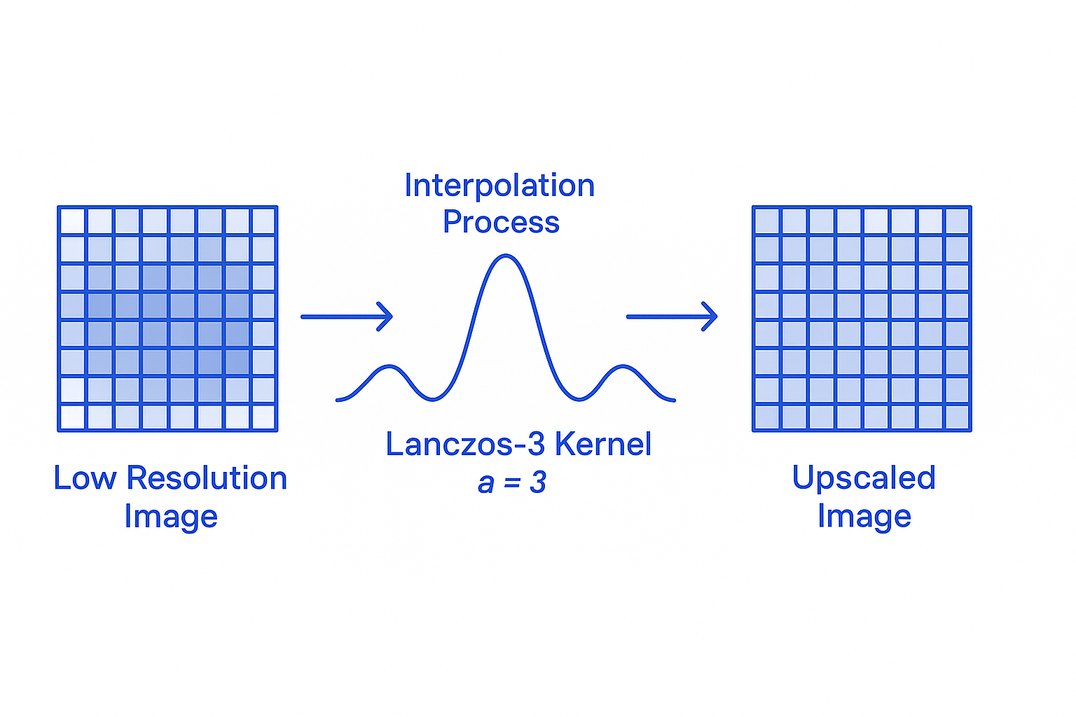 Interpolation
Process
Lanczos-3 Kernel
a = 3
Low Resolution
Image
Upscaled
Image